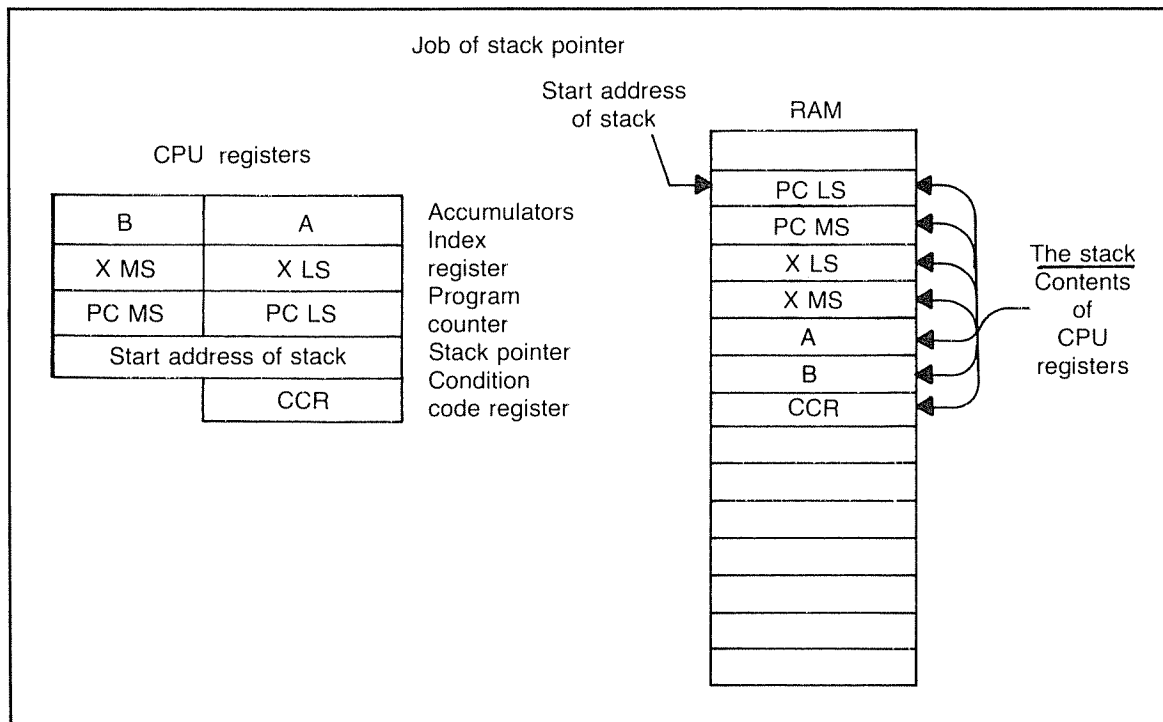 Job of stack pointer
Start address
of stack
RAM
CPU registers
B
A
Accumulators
Index
register
X MS
X LS
Program
counter
PC MS
PC LS
Stack pointer
Start address of stack
Condition
code register
CCR
PC LS
PC MS
X LS
X MS
A
B
CCR
The stack
Contents
of
CPU
registers